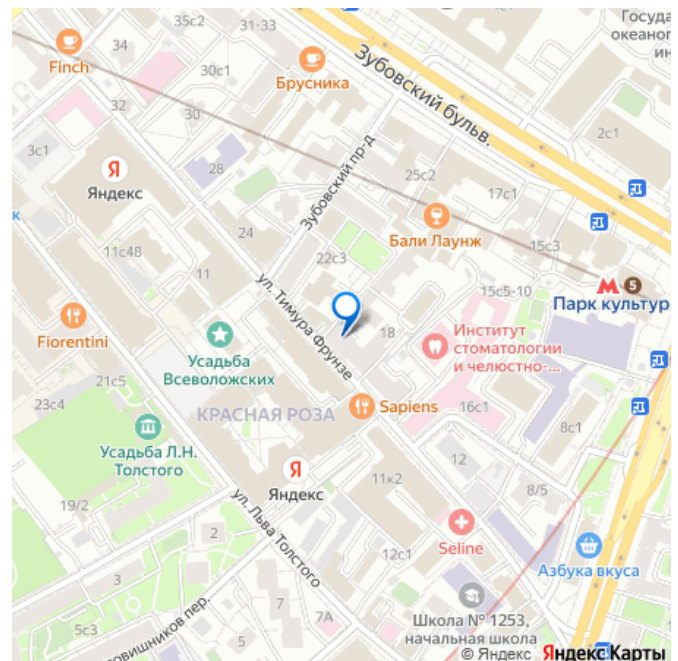 35с2
31-33
Госуда
океаног
ин
34
Finch
30с1
Брусника
Зубовский бульв.
32
30
2с1
3с1
Яндекс
28
Зубовский пр-д
25с2
17с1
к
24
Бали Лаунж
11с48
11
22с3
15с3
5
Парк культур
15с5-10
ул. Тимура Фрунзе
18
Fiorentini
Усадьба
Всеволожских
Институт
стоматологии
и челюстно-...
21с5
23с4
КРАСНАЯ РОЗА
Sapiens
16с1
8с1
Усадьба Л.Н.
Толстого
Яндекс
11к2
12
8/5
19/2
ул. Льва Толстого
2
Seline
Азбука вкуса
12с1
3
7
7А
5с3
овишников пер.
5
Школа № 1253,
начальная школа
© Яндекс Яндекс Карты